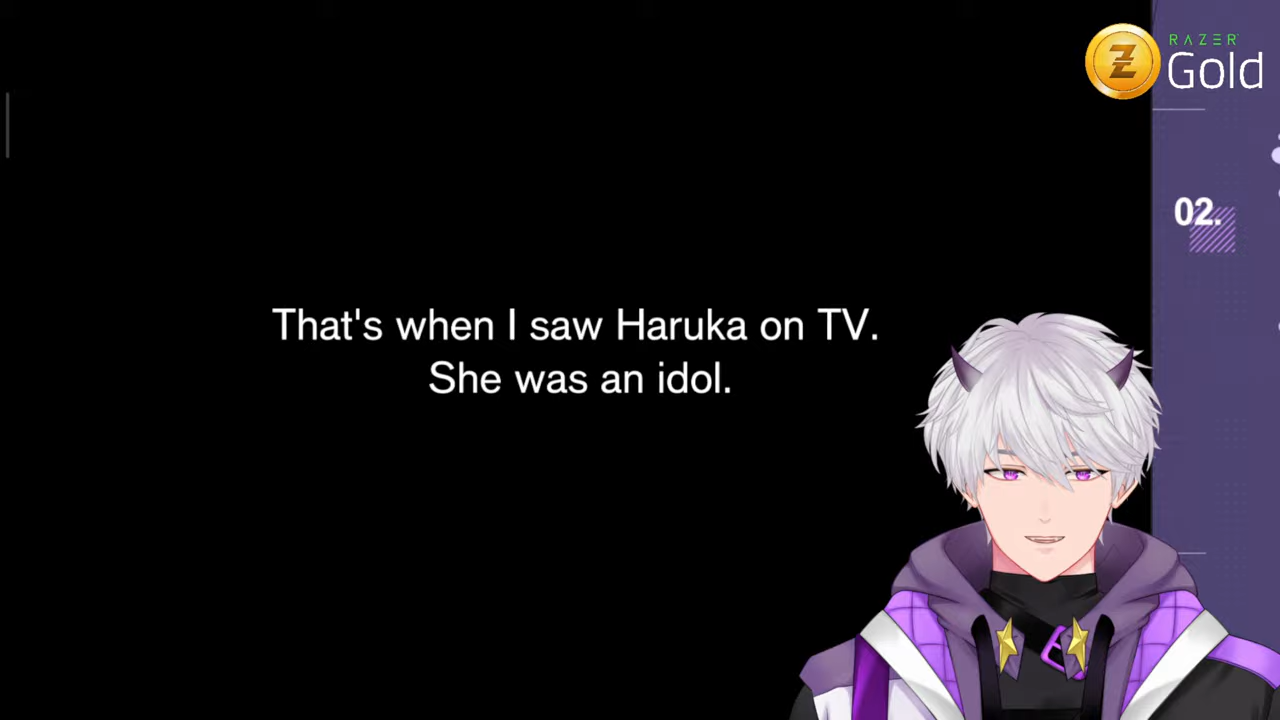 RAZER
Gold
02.
That's when I saw Haruka on TV.
She was an idol.